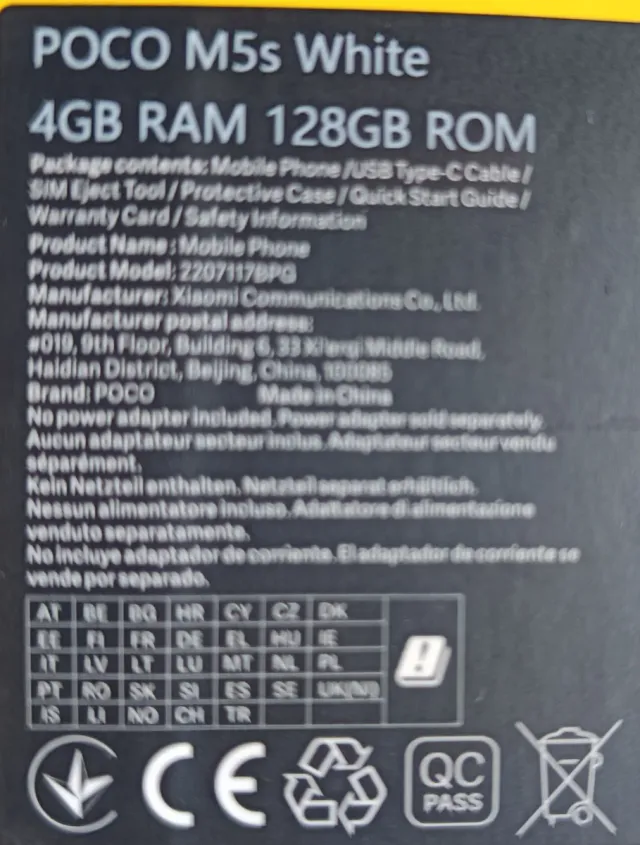 POCO M5s White
4GB RAM 128GB ROM
Package contents: Mobile Phone /USB Type-C Cable /
SIM Eject Tool / Protective Case / Quick Start Guide /
Warranty Card / Safety Information
Product Name : Mobile Phone
Product Model: 2207117BPG
Manufacturer: Xiaomi Communications Co., Ltd.
Manufacturer postal address:
#019, 9th Floor, Building 6, 33 Xi'erqi Middle Road,
Haidian District, Beijing, China, 100085
Brand: POCO Made in China
No power adapter included. Power adapter sold separately.
Aucun adaptateur secteur inclus. Adaptateur secteur vendu
séparément.
Kein Netzteil enthalten. Netzteil separat erhältlich.
Nessun alimentatore incluso. Adattatore di alimentazione
venduto separatamente.
No incluye adaptador de corriente. El adaptador de corriente se
vende por separado.
AT BE BG HR CY CZ DK
EE FI FR DE EL HU IE
IT LV LT LU MT NL PL
PT RO SK SI ES SE UK(NI)
IS LI NO CH TR
!
CE QC
PASS